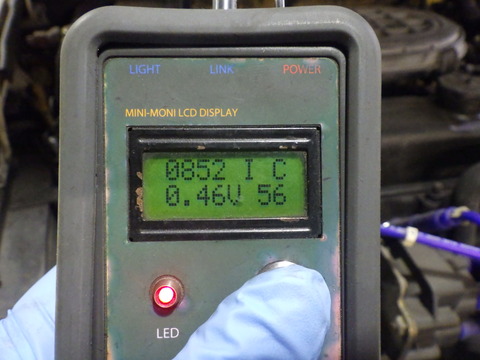 LIGHT LINK POWER
MINI-MONI LCD DISPLAY
0852 I C
0.46V 56
LED